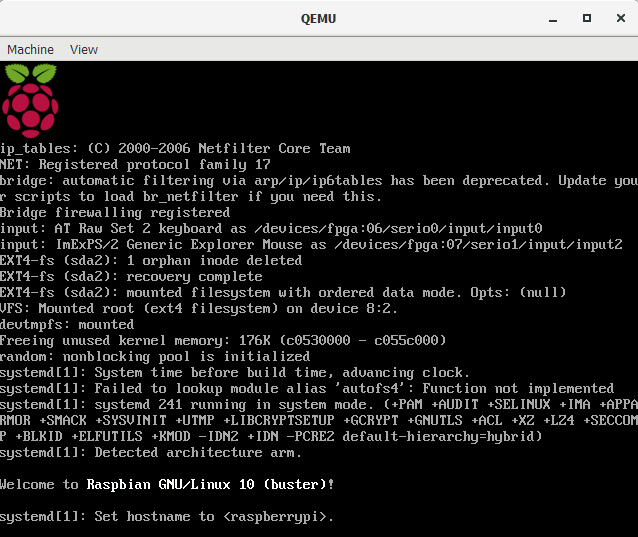 QEMU
Machine View
ip_tables: (C) 2000-2006 Netfilter Core Team
NET: Registered protocol family 17
bridge: automatic filtering via arp/ip/ip6tables has been deprecated. Update you
r scripts to load br_netfilter if you need this.
Bridge firewalling registered
input: AT Raw Set 2 keyboard as /devices/fpga:06/serio0/input/input0
input: ImExPS/2 Generic Explorer Mouse as /devices/fpga:07/serio1/input/input2
EXT4-fs (sda2): 1 orphan inode deleted
EXT4-fs (sda2): recovery complete
EXT4-fs (sda2): mounted filesystem with ordered data mode. Opts: (null)
VFS: Mounted root (ext4 filesystem) on device 8:2.
devtmpfs: mounted
Freeing unused kernel memory: 176K (c0530000 - c055c000)
random: nonblocking pool is initialized
systemd[1]: System time before build time, advancing clock.
systemd[1]: Failed to lookup module alias 'autofs4': Function not implemented
systemd[1]: systemd 241 running in system mode. (+PAM +AUDIT +SELINUX +IMA +APPA
RMOR +SMACK +SYSVINIT +UTMP +LIBCRYPTSETUP +GCRYPT +GNUTLS +ACL +XZ +LZ4 +SECCOM
P +BLKID +ELFUTILS +KMOD -IDN2 +IDN -PCRE2 default-hierarchy=hybrid)
systemd[1]: Detected architecture arm.
Welcome to Raspbian GNU/Linux 10 (buster)!
systemd[1]: Set hostname to <raspberrypi>.